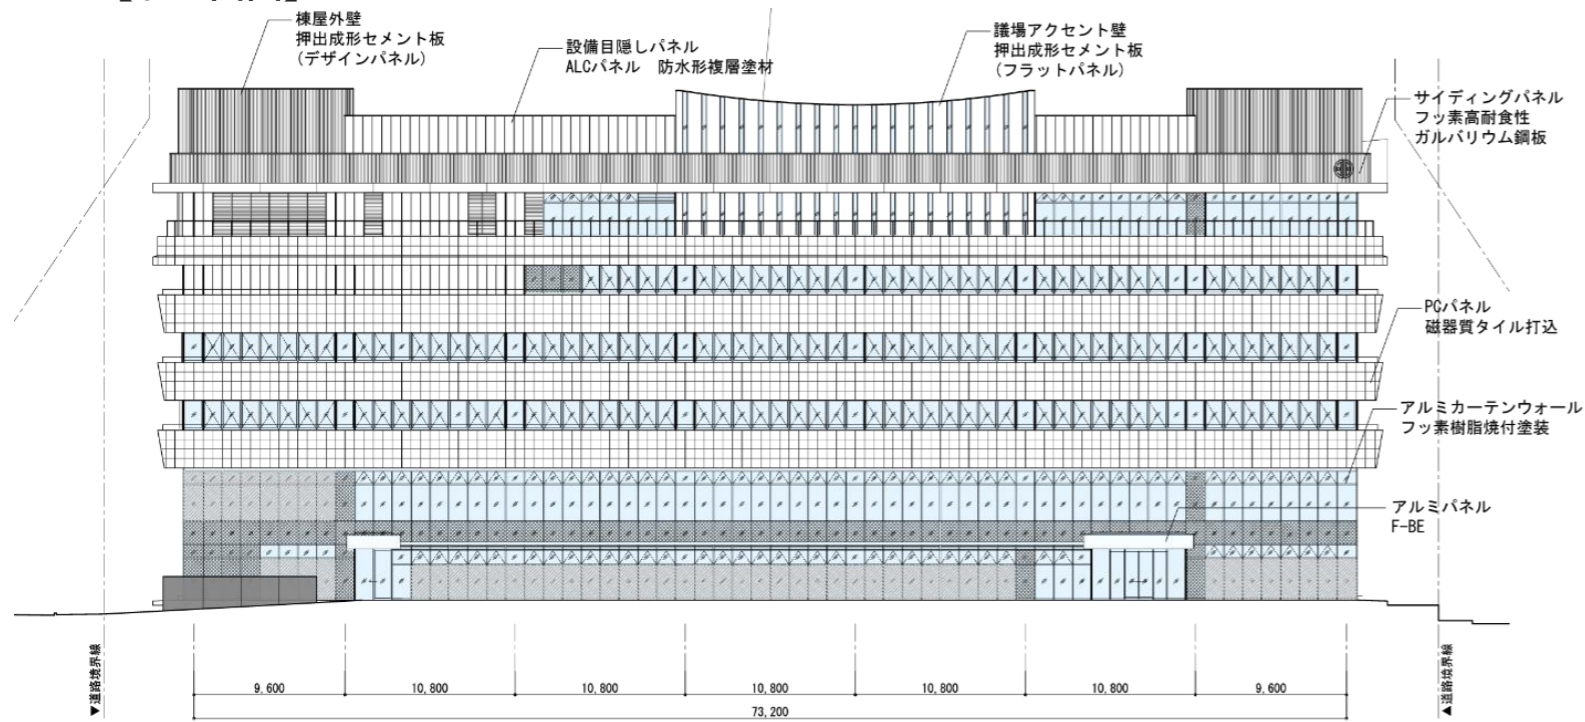 棟屋外壁
押出成形セメント板
(デザインパネル)
設備目隠しパネル
ALCパネル 防水形複層塗材
議場アクセント壁
押出成形セメント板
(フラットパネル)
サイディングパネル
フッ素高耐食性
ガルバリウム鋼板
PCパネル
磁器質タイル打込
アルミカーテンウォール
フッ素樹脂焼付塗装
アルミパネル
F-BE
▼道路境界線
▲道路境界線
9,600
10,800
10,800
10,800
10,800
10,800
9,600
73,200